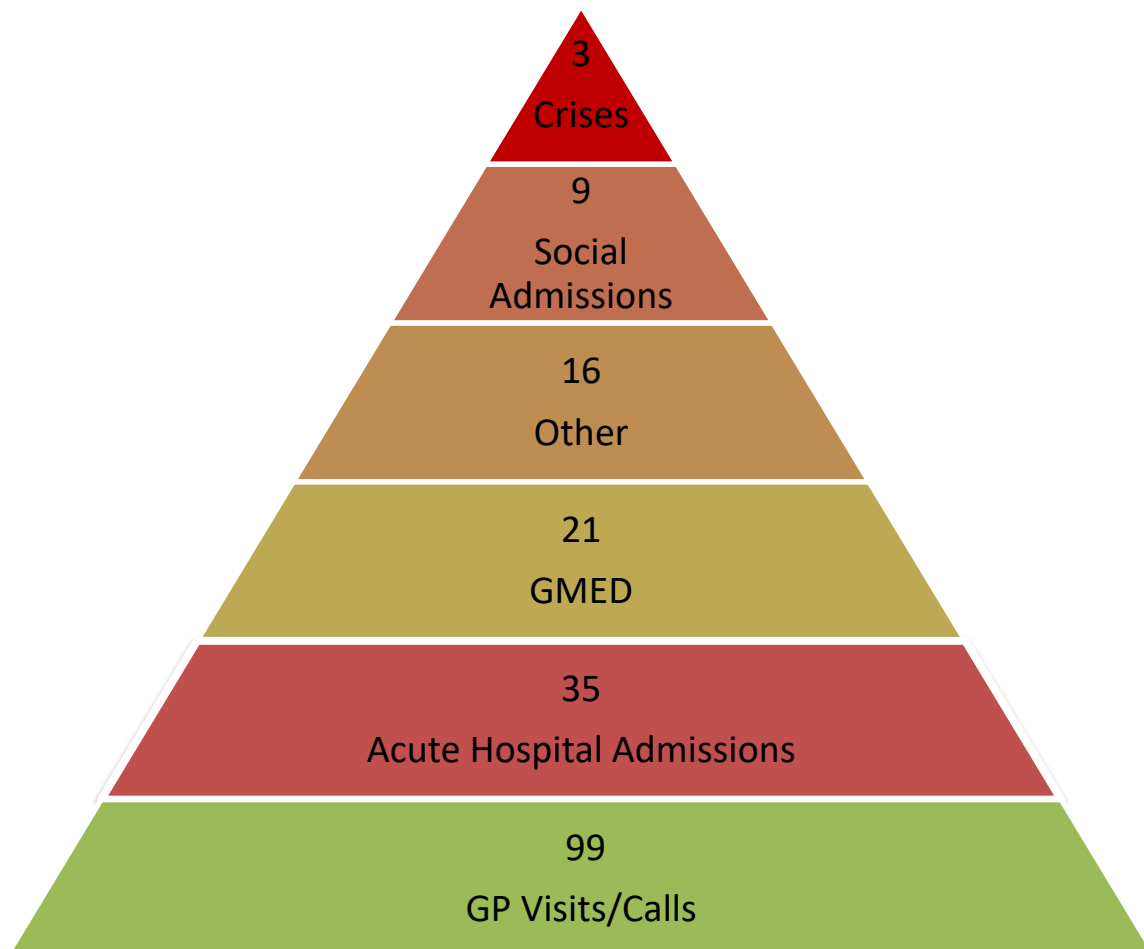 3
Crises
9
Social
Admissions
16
Other
21
GMED
35
Acute Hospital Admissions
99
GP Visits/Calls